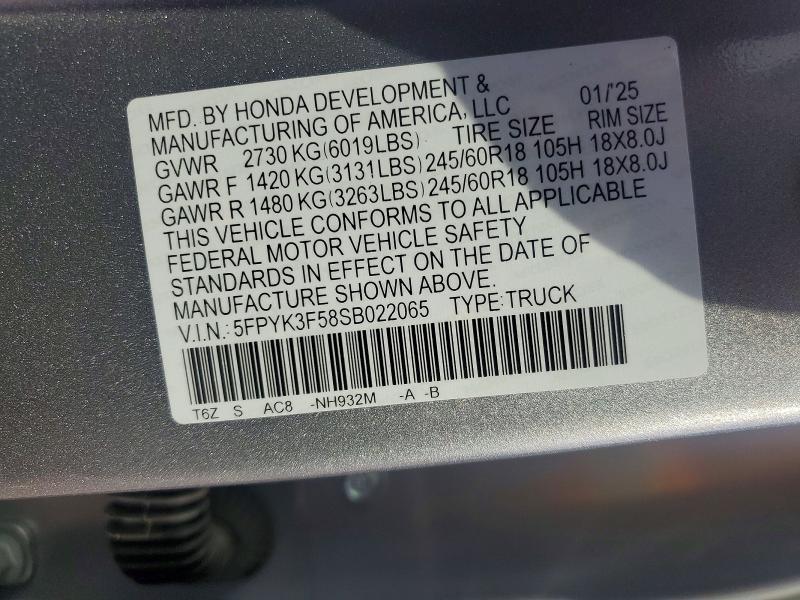 MFD. BY HONDA DEVELOPMENT &
MANUFACTURING OF AMERICA, LLC 01/'25
GVWR 2730 KG(6019LBS) TIRE SIZE RIM SIZE
GAWR F 1420 KG(3131LBS) 245/60R18 105H 18X8.0J
GAWR R 1480 KG(3263LBS) 245/60R18 105H 18X8.0J
THIS VEHICLE CONFORMS TO ALL APPLICABLE
FEDERAL MOTOR VEHICLE SAFETY
STANDARDS IN EFFECT ON THE DATE OF
MANUFACTURE SHOWN ABOVE.
V.I.N.: 5FPYK3F58SB022065 TYPE:TRUCK
T6Z S AC8 -NH932M -A -B